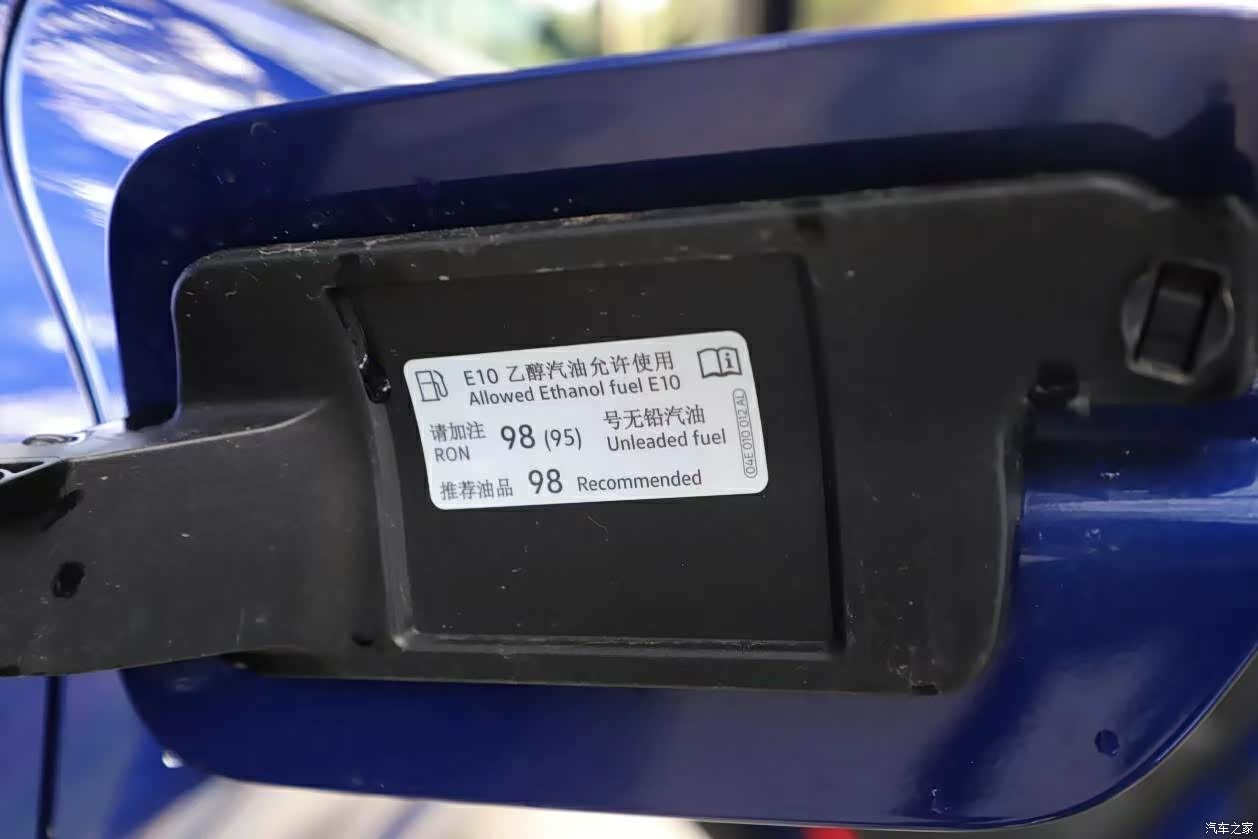 E10 乙醇汽油允许使用
Allowed Ethanol fuel E10
请加注 98 (95) 号无铅汽油
RON Unleaded fuel
推荐油品 98 Recommended
04E 010 012 AL
汽车之家